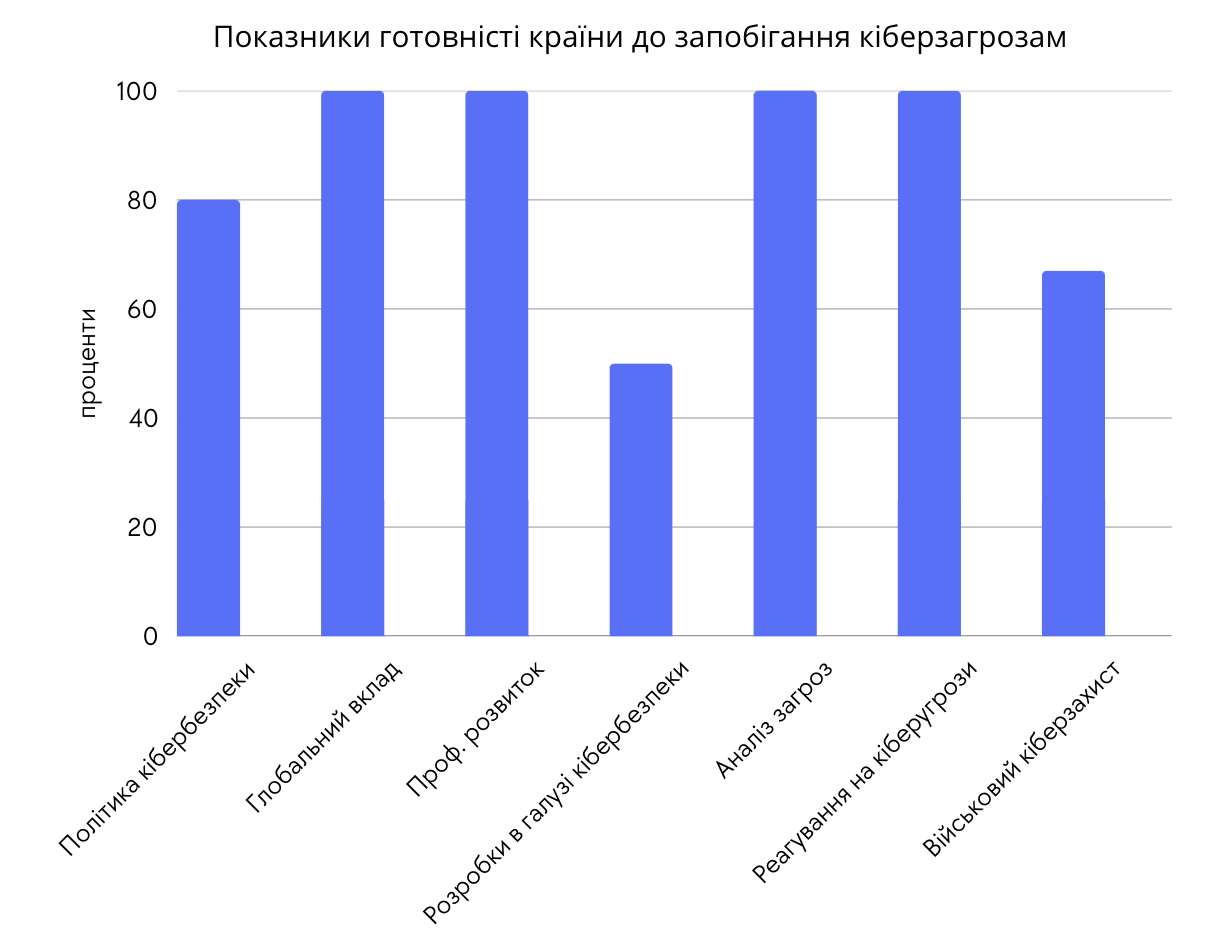 Показники готовністі країни до запобігання кіберзагрозам
100
80
60
40
20
0
проценти
Політика кібербезпеки
Глобальний вклад
Проф. розвиток
Розробки в галузі кібербезпеки
Аналіз загроз
Реагування на кіберугрози
Військовий кіберзахист